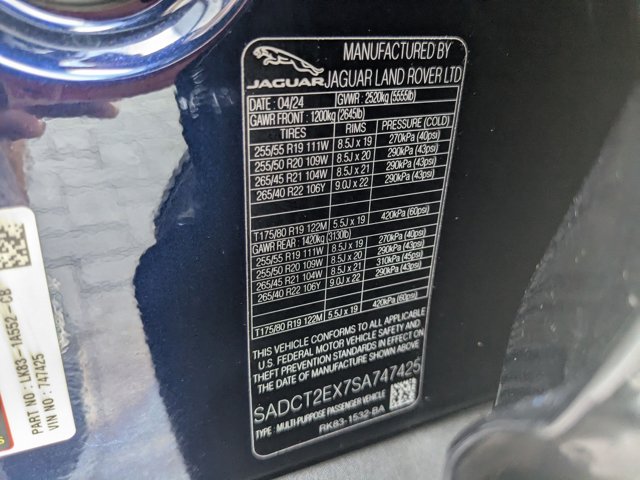 JAGUAR
MANUFACTURED BY
JAGUAR LAND ROVER LTD
DATE : 04/24 GVWR : 2520kg (5555lb)
GAWR FRONT : 1200kg (2645lb)
TIRES RIMS PRESSURE (COLD)
255/55 R19 111W 8.5J x 19 270kPa (40psi)
255/50 R20 109W 8.5J x 20 290kPa (43psi)
265/45 R21 104W 8.5J x 21 290kPa (43psi)
265/40 R22 106Y 9.0J x 22 290kPa (43psi)
T175/80 R19 122M 5.5J x 19 420kPa (60psi)
GAWR REAR : 1420kg (3130lb)
255/55 R19 111W 8.5J x 19 270kPa (40psi)
255/50 R20 109W 8.5J x 20 290kPa (43psi)
265/45 R21 104W 8.5J x 21 310kPa (45psi)
265/40 R22 106Y 9.0J x 22 290kPa (43psi)
T175/80 R19 122M 5.5J x 19 420kPa (60psi)
THIS VEHICLE CONFORMS TO ALL APPLICABLE
U.S. FEDERAL MOTOR VEHICLE SAFETY AND
THEFT PREVENTION STANDARDS IN EFFECT ON THE
DATE OF MANUFACTURE SHOWN ABOVE.
SADCT2EX7SA747425
TYPE : MULTI PURPOSE PASSENGER VEHICLE
RK83-1532-BA
PART NO : LK83-1A552-CB
VIN NO : 747425